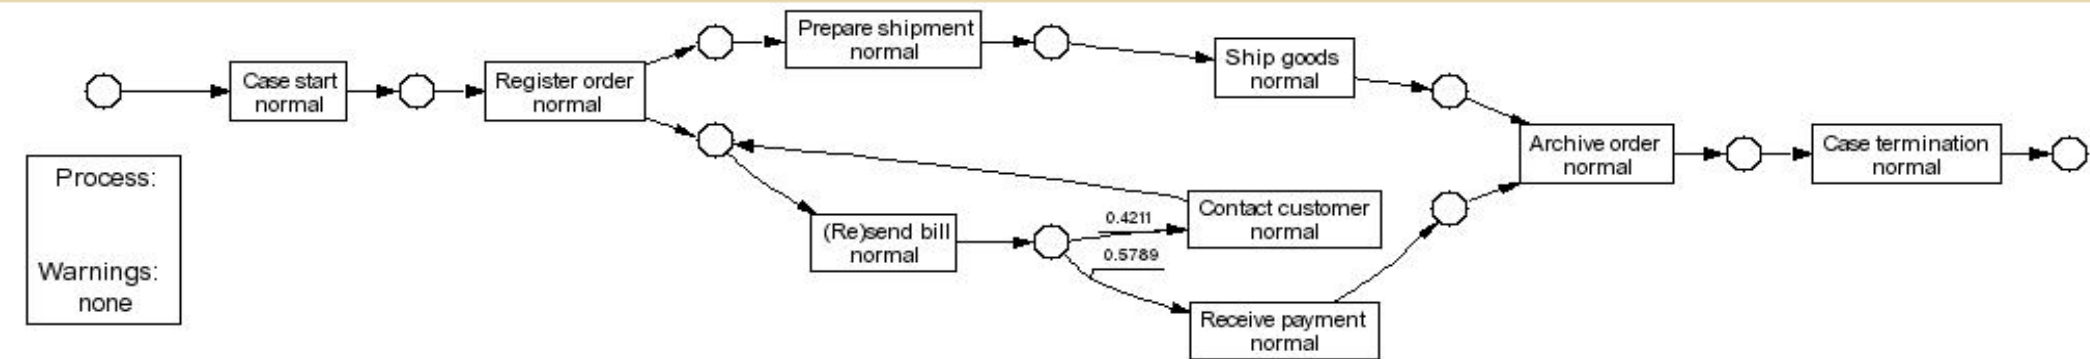 Case start
normal
Register order
normal
Prepare shipment
normal
Ship goods
normal
Archive order
normal
Case termination
normal
(Re)send bill
normal
0.4211
0.5789
Contact customer
normal
Receive payment
normal
Process:
Warnings:
none